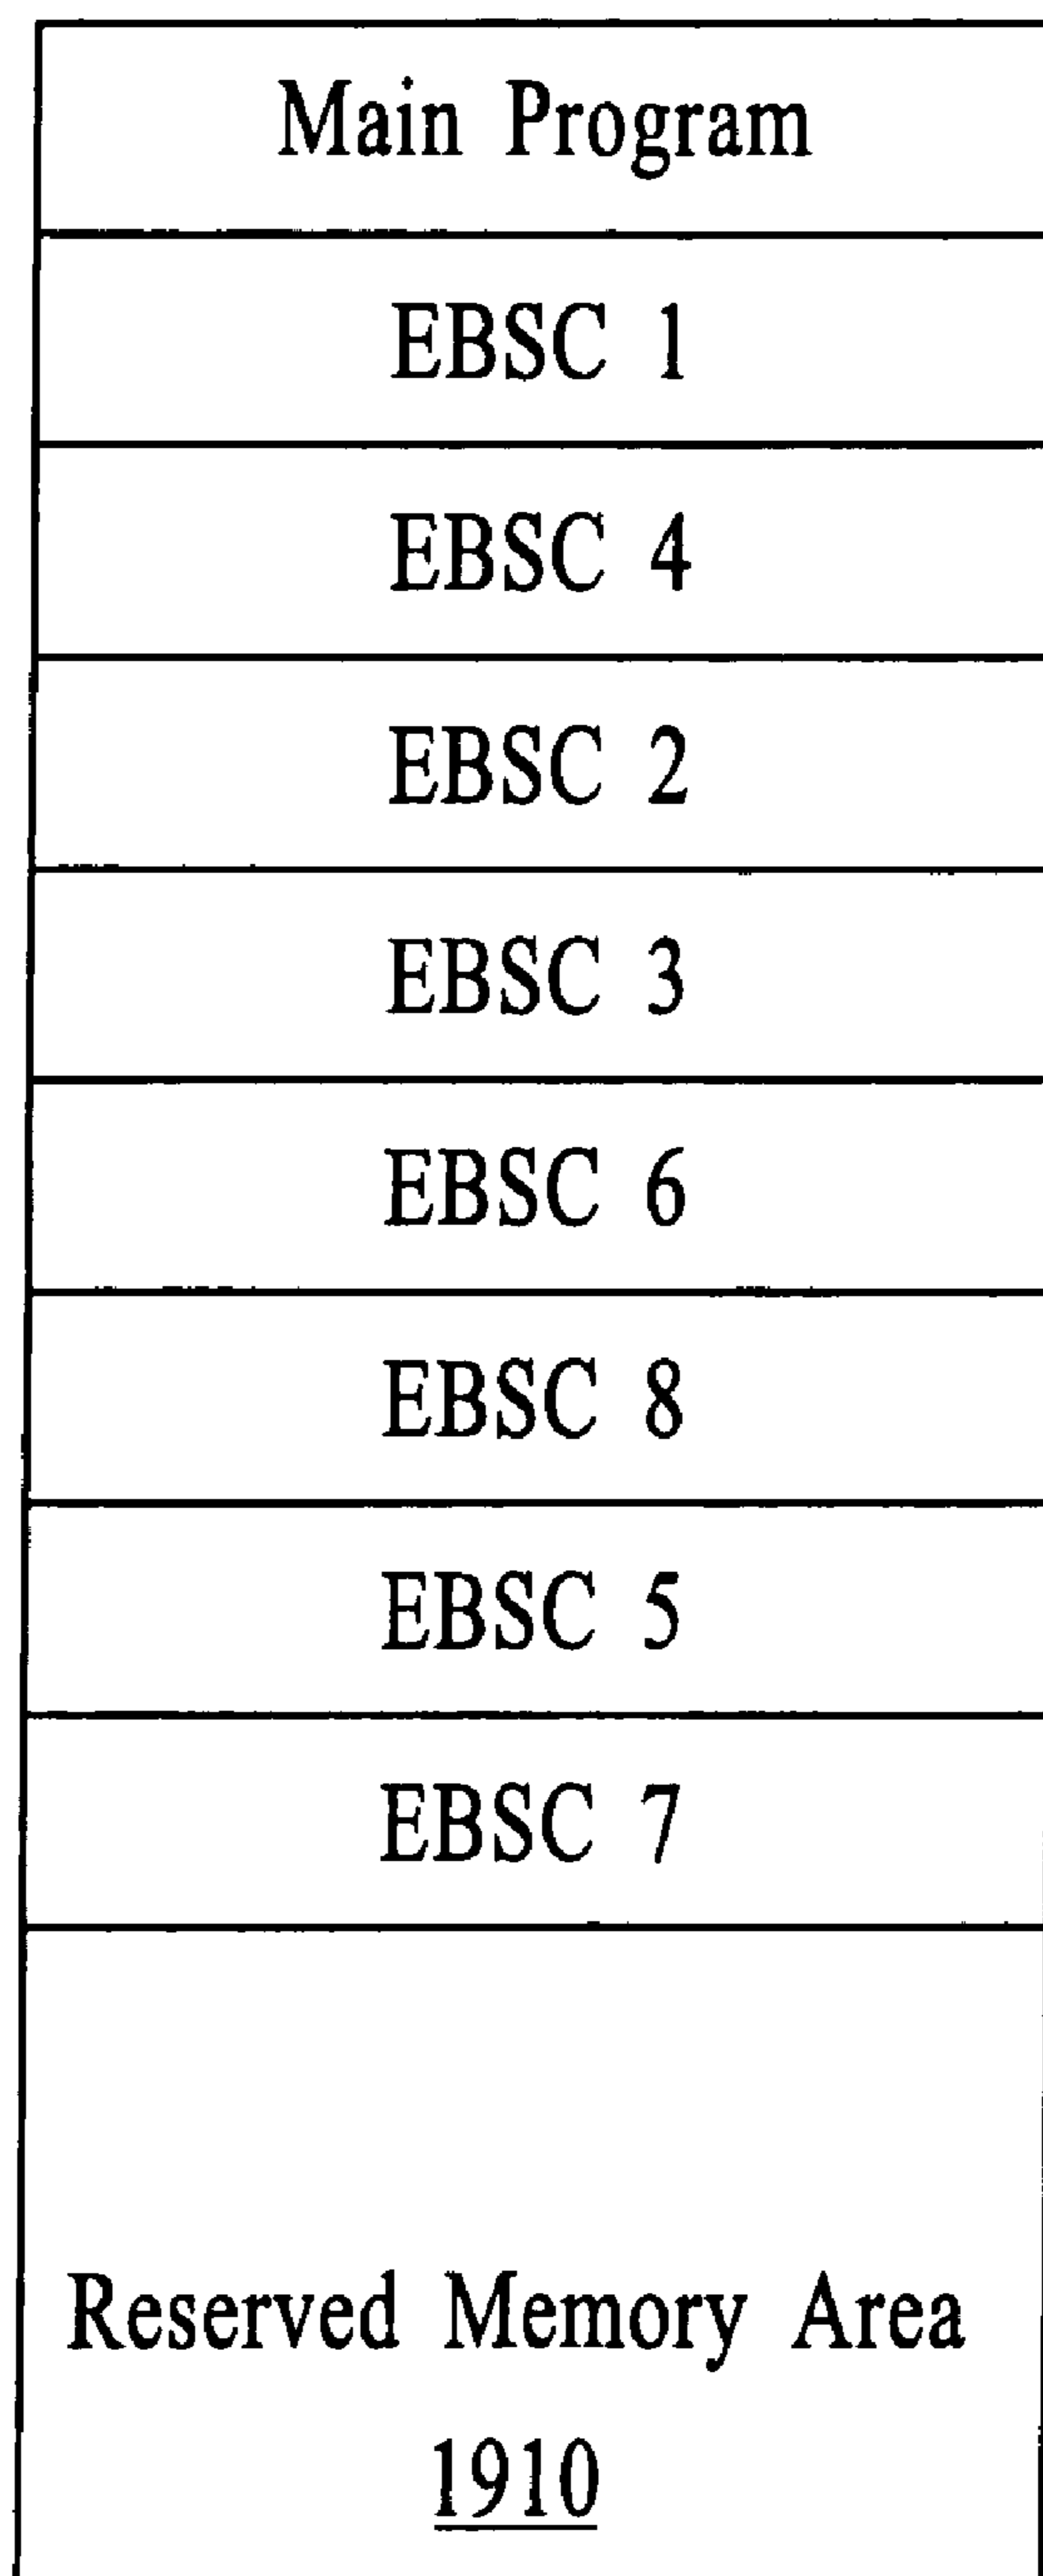 Main Program
EBSC 1
EBSC 4
EBSC 2
EBSC 3
EBSC 6
EBSC 8
EBSC 5
EBSC 7
Reserved Memory Area
1910